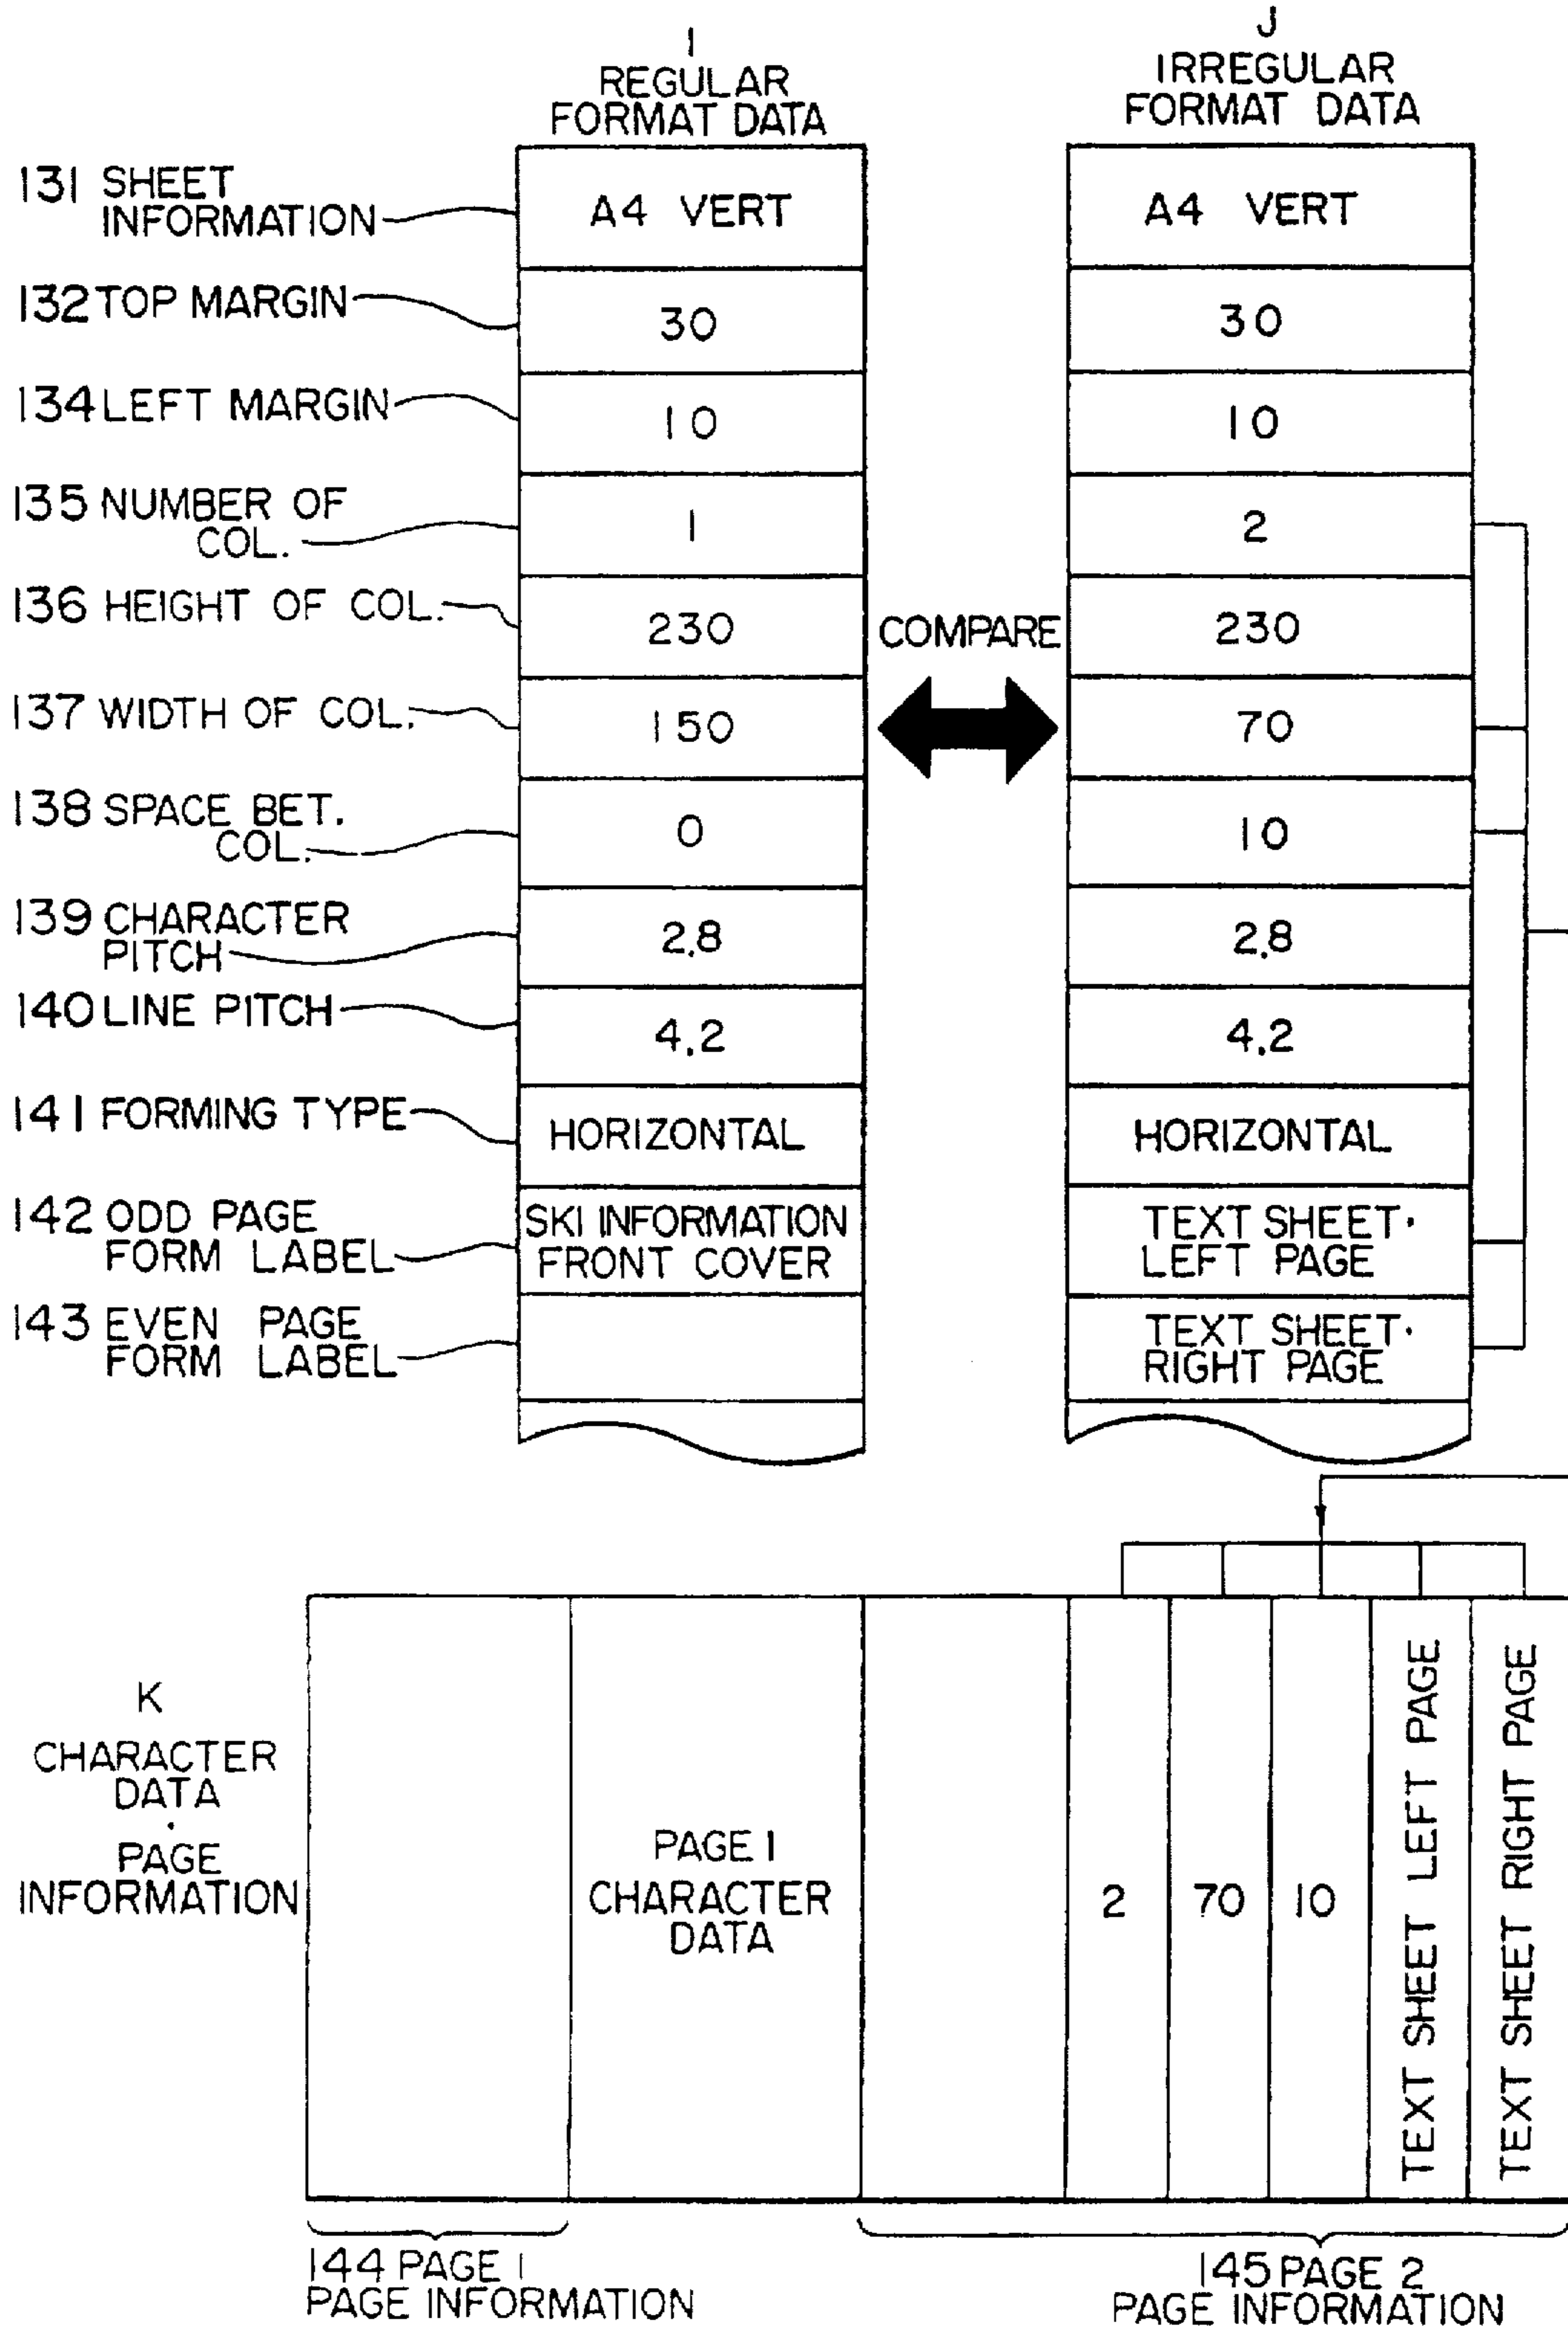 I
REGULAR
FORMAT DATA
J
IRREGULAR
FORMAT DATA
131 SHEET
INFORMATION
A4 VERT
A4 VERT
132 TOP MARGIN
30
30
134 LEFT MARGIN
10
10
135 NUMBER OF
COL.
1
2
136 HEIGHT OF COL.
230
COMPARE
230
137 WIDTH OF COL.
150
70
138 SPACE BET.
COL.
0
10
139 CHARACTER
PITCH
2.8
2.8
140 LINE PITCH
4.2
4.2
141 FORMING TYPE
HORIZONTAL
HORIZONTAL
142 ODD PAGE
FORM LABEL
SKI INFORMATION
FRONT COVER
TEXT SHEET·
LEFT PAGE
143 EVEN PAGE
FORM LABEL
TEXT SHEET·
RIGHT PAGE
K
CHARACTER
DATA
·
PAGE
INFORMATION
PAGE 1
CHARACTER
DATA
2
70
10
TEXT SHEET LEFT PAGE
TEXT SHEET RIGHT PAGE
144 PAGE 1
PAGE INFORMATION
145 PAGE 2
PAGE INFORMATION